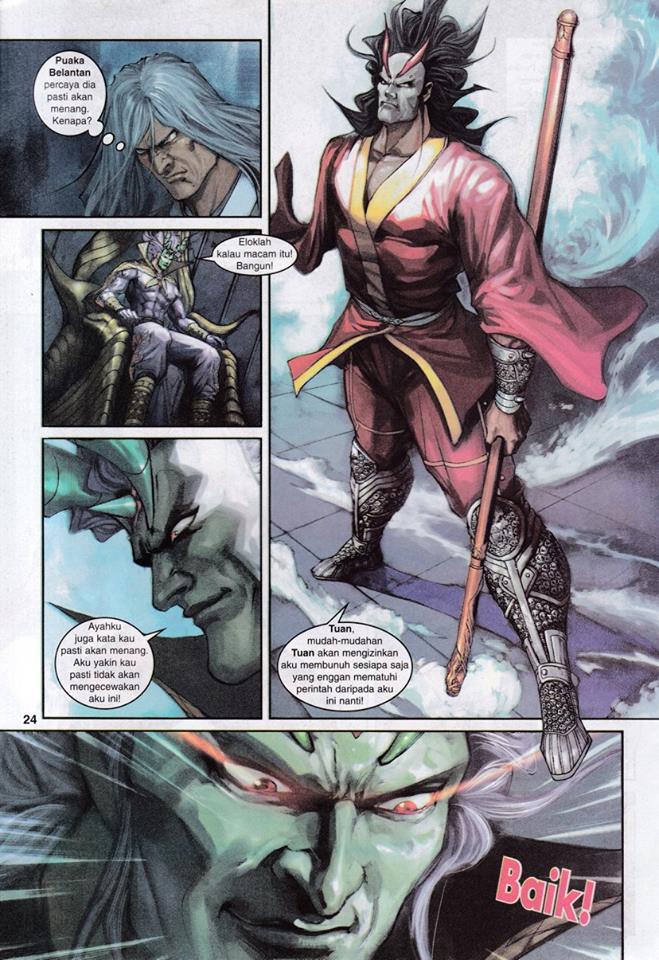 Puaka
Belantan
percaya dia
pasti akan
menang.
Kenapa?
Eloklah
kalau macam itu!
Bangun!
Ayahku
juga kata kau
pasti akan menang.
Aku yakin kau
pasti tidak akan
mengecewakan
aku ini!
Tuan,
mudah-mudahan
Tuan akan mengizinkan
aku membunuh sesiapa saja
yang enggan mematuhi
perintah daripada aku
ini nanti!
24
Baik!